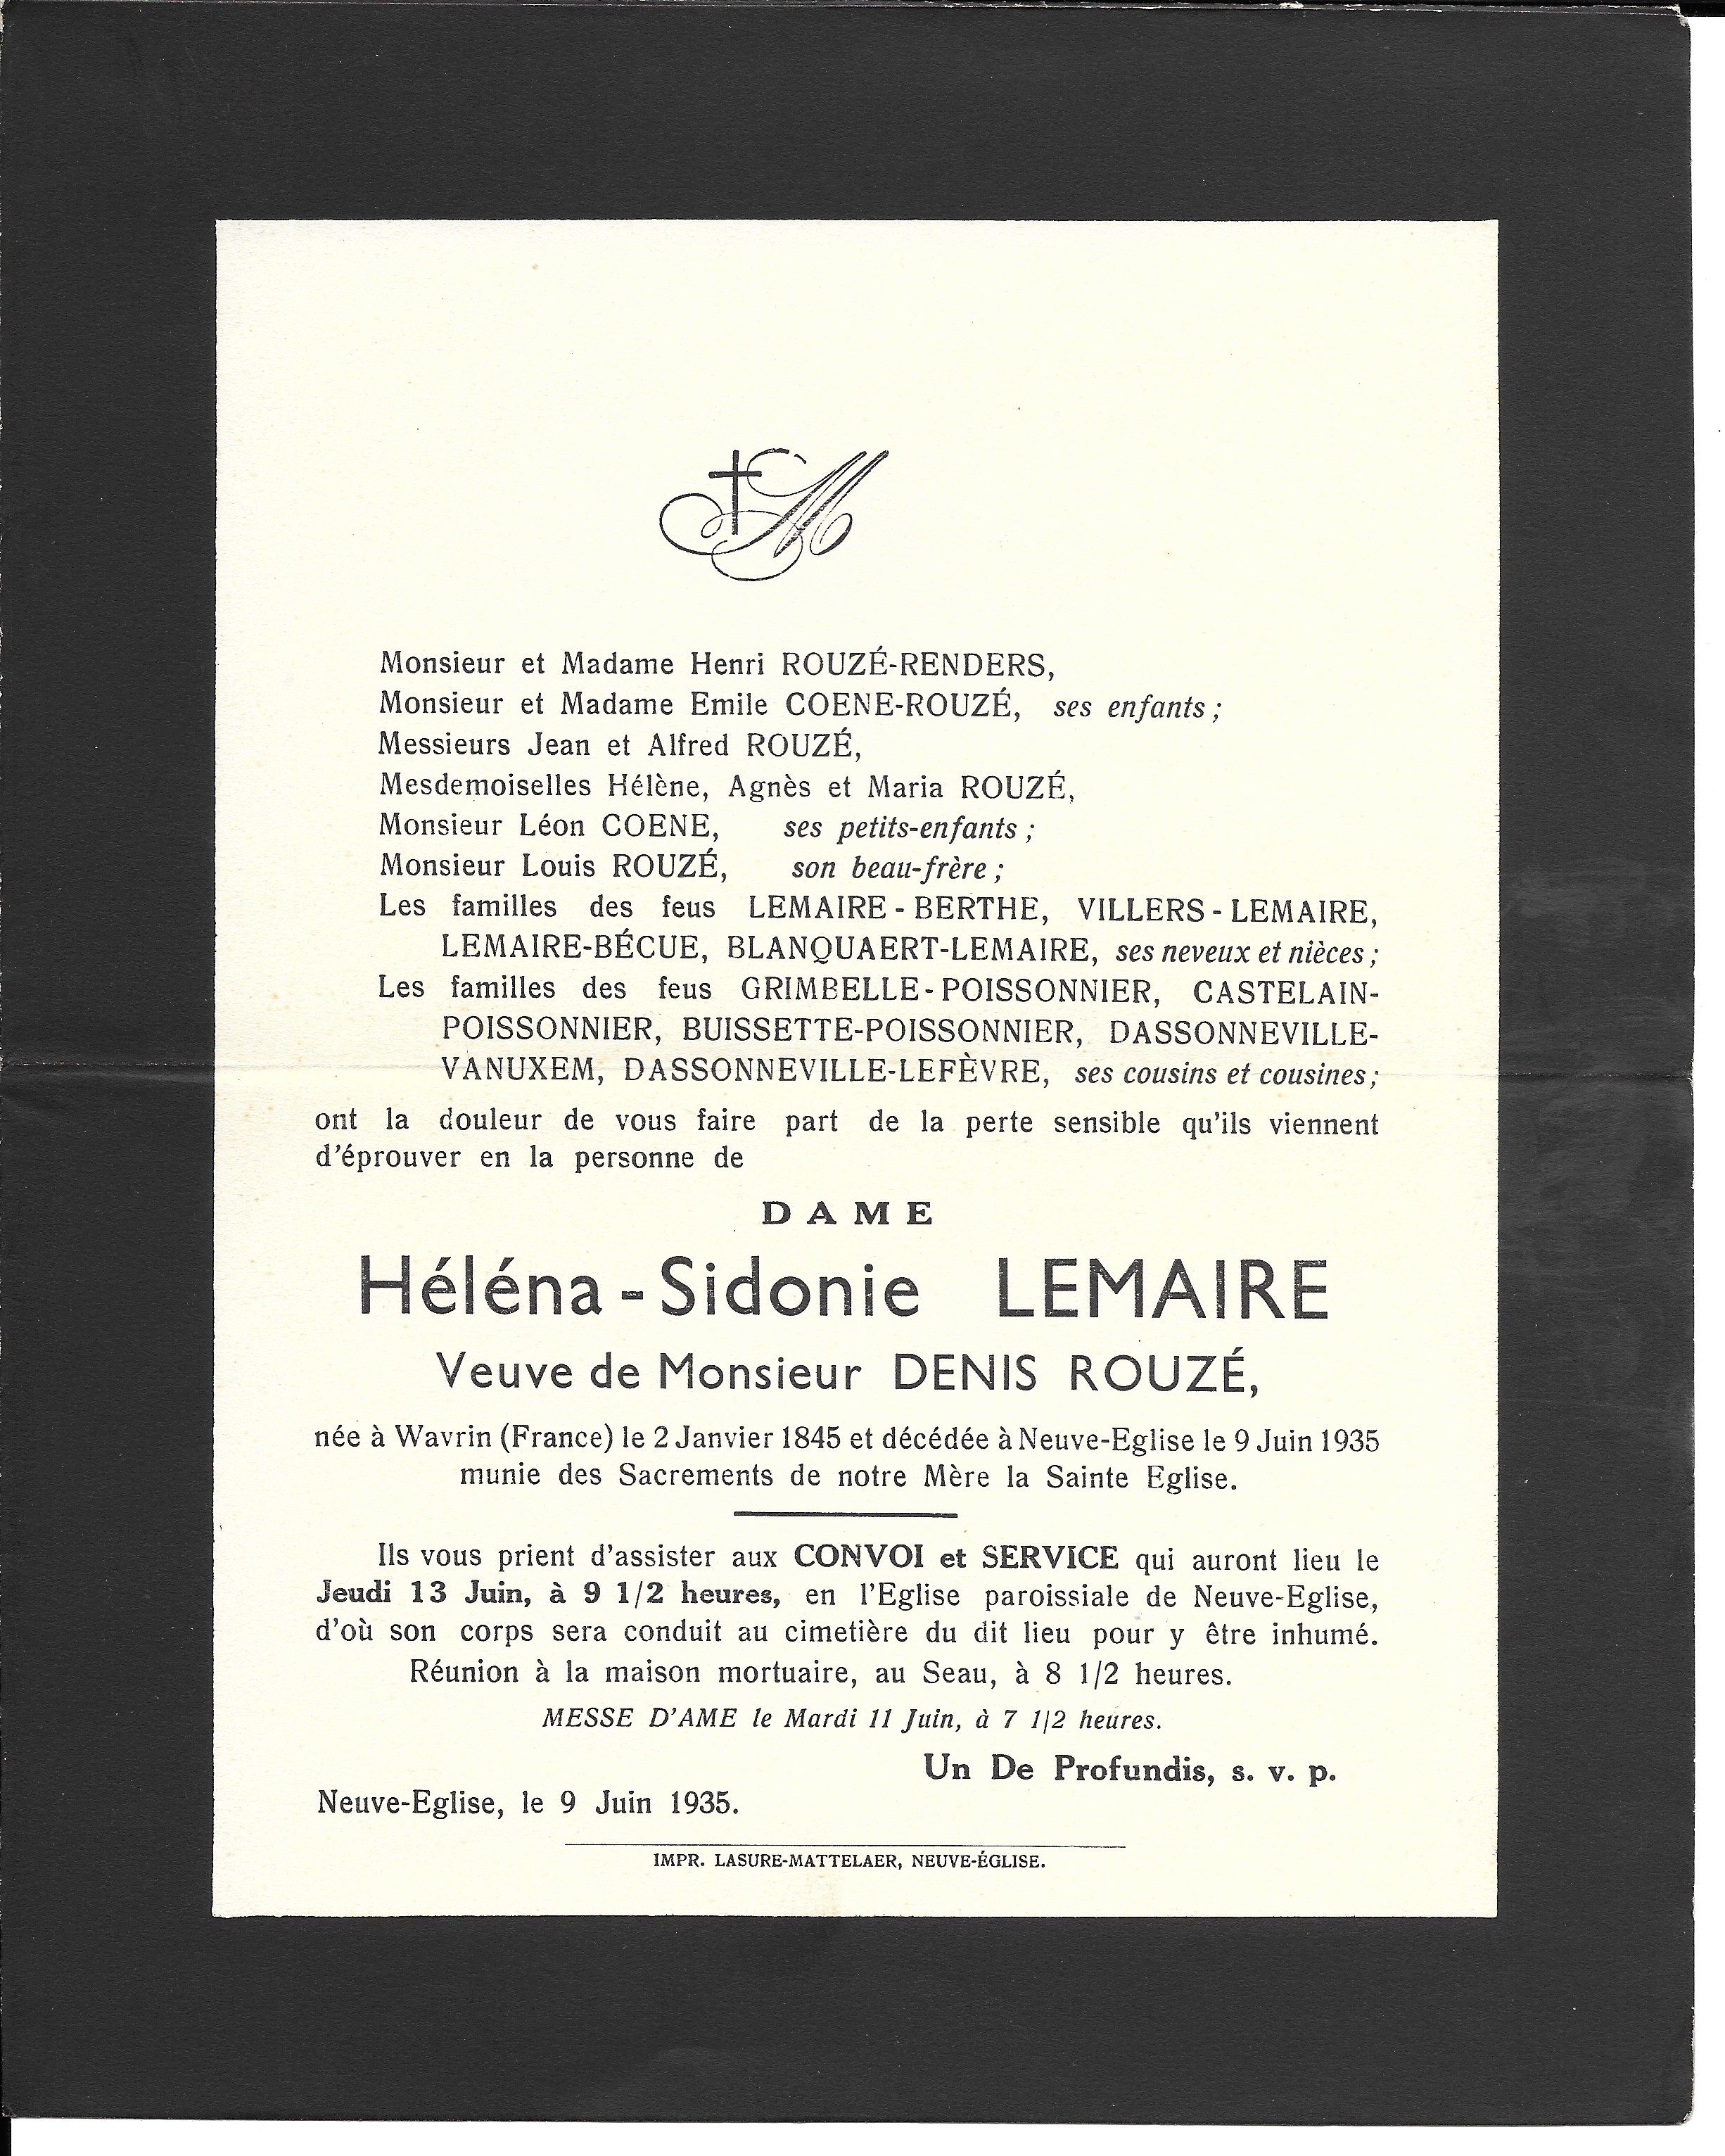 M
Monsieur et Madame Henri ROUZÉ-RENDERS,
Monsieur et Madame Emile COENE-ROUZÉ, ses enfants ;
Messieurs Jean et Alfred ROUZÉ,
Mesdemoiselles Hélène, Agnès et Maria ROUZÉ,
Monsieur Léon COENE, ses petits-enfants ;
Monsieur Louis ROUZÉ, son beau-frère ;
Les familles des feus LEMAIRE - BERTHE, VILLERS - LEMAIRE,
LEMAIRE-BÉCUE, BLANQUAERT-LEMAIRE, ses neveux et nièces ;
Les familles des feus GRIMBELLE - POISSONNIER, CASTELAIN-
POISSONNIER, BUISSETTE-POISSONNIER, DASSONNEVILLE-
VANUXEM, DASSONNEVILLE-LEFÈVRE, ses cousins et cousines ;
ont la douleur de vous faire part de la perte sensible qu'ils viennent
d'éprouver en la personne de
DAME
Héléna - Sidonie LEMAIRE
Veuve de Monsieur DENIS ROUZÉ,
née à Wavrin (France) le 2 Janvier 1845 et décédée à Neuve-Eglise le 9 Juin 1935
munie des Sacrements de notre Mère la Sainte Eglise.
Ils vous prient d'assister aux CONVOI et SERVICE qui auront lieu le
Jeudi 13 Juin, à 9 1/2 heures, en l'Eglise paroissiale de Neuve-Eglise,
d'où son corps sera conduit au cimetière du dit lieu pour y être inhumé.
Réunion à la maison mortuaire, au Seau, à 8 1/2 heures.
MESSE D'AME le Mardi 11 Juin, à 7 1/2 heures.
Un De Profundis, s. v. p.
Neuve-Eglise, le 9 Juin 1935.
IMPR. LASURE-MATTELAER, NEUVE-ÉGLISE.